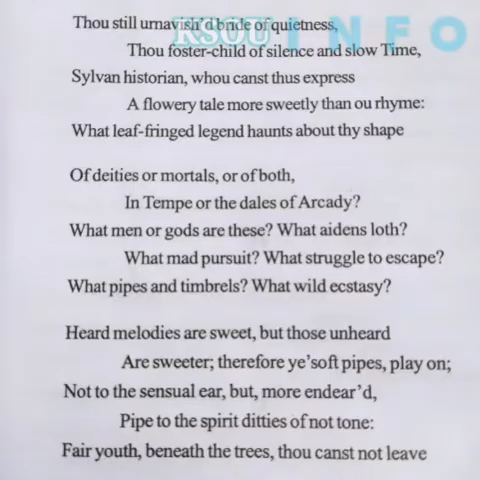 Thou still urnavish'd bride of quietness,
KSOU INFO
Thou foster-child of silence and slow Time,
Sylvan historian, whou canst thus express
A flowery tale more sweetly than ou rhyme:
What leaf-fringed legend haunts about thy shape
Of deities or mortals, or of both,
In Tempe or the dales of Arcady?
What men or gods are these? What aidens loth?
What mad pursuit? What struggle to escape?
What pipes and timbrels? What wild ecstasy?
Heard melodies are sweet, but those unheard
Are sweeter; therefore ye'soft pipes, play on;
Not to the sensual ear, but, more endear'd,
Pipe to the spirit ditties of not tone:
Fair youth, beneath the trees, thou canst not leave